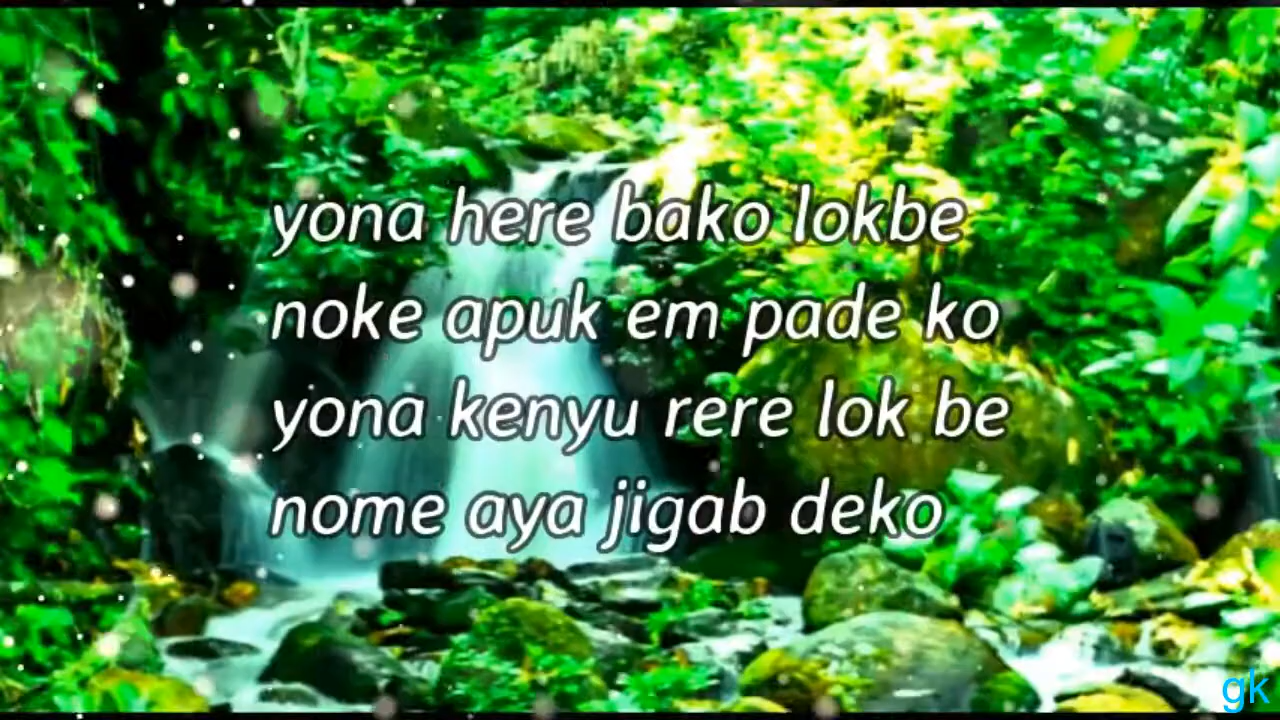 yona here bako lokbe
noke apuk em pade ko
yona kenyu rere lok be
nome aya jigab deko
gk